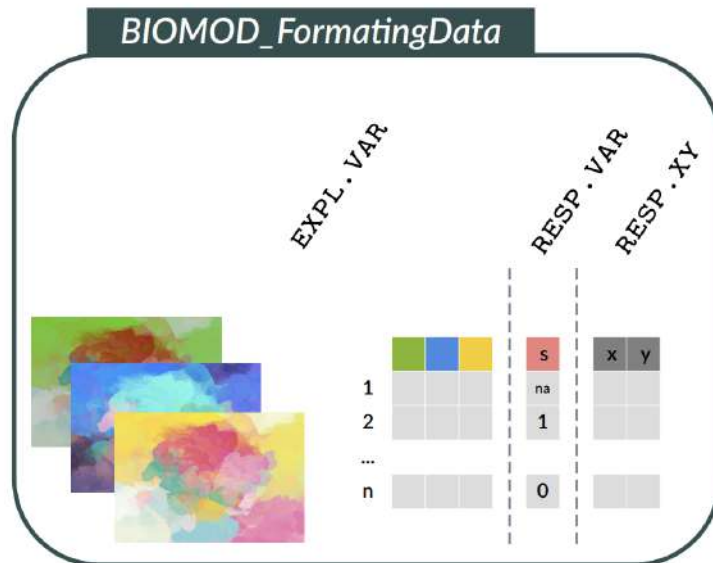 BIOMOD_FormatingData
EXPL.VAR
RESP.VAR
RESP.XY
s x y
1 na
2 1
...
n 0